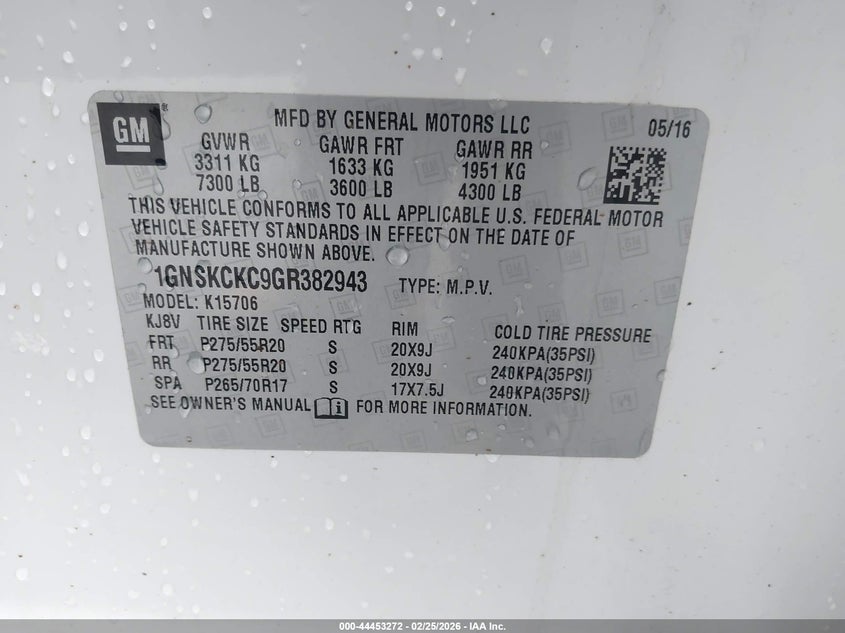 GM
MFD BY GENERAL MOTORS LLC 05/16
GVWR GAWR FRT GAWR RR
3311 KG 1633 KG 1951 KG
7300 LB 3600 LB 4300 LB
THIS VEHICLE CONFORMS TO ALL APPLICABLE U.S. FEDERAL MOTOR
VEHICLE SAFETY STANDARDS IN EFFECT ON THE DATE OF
MANUFACTURE SHOWN ABOVE.
1GNSKCKC9GR382943 TYPE: M.P.V.
MODEL: K15706
KJ8V TIRE SIZE SPEED RTG RIM COLD TIRE PRESSURE
FRT P275/55R20 S 20X9J 240KPA(35PSI)
RR P275/55R20 S 20X9J 240KPA(35PSI)
SPA P265/70R17 S 17X7.5J 240KPA(35PSI)
SEE OWNER'S MANUAL FOR MORE INFORMATION.
000-44453272 - 02/25/2026 - IAA Inc.